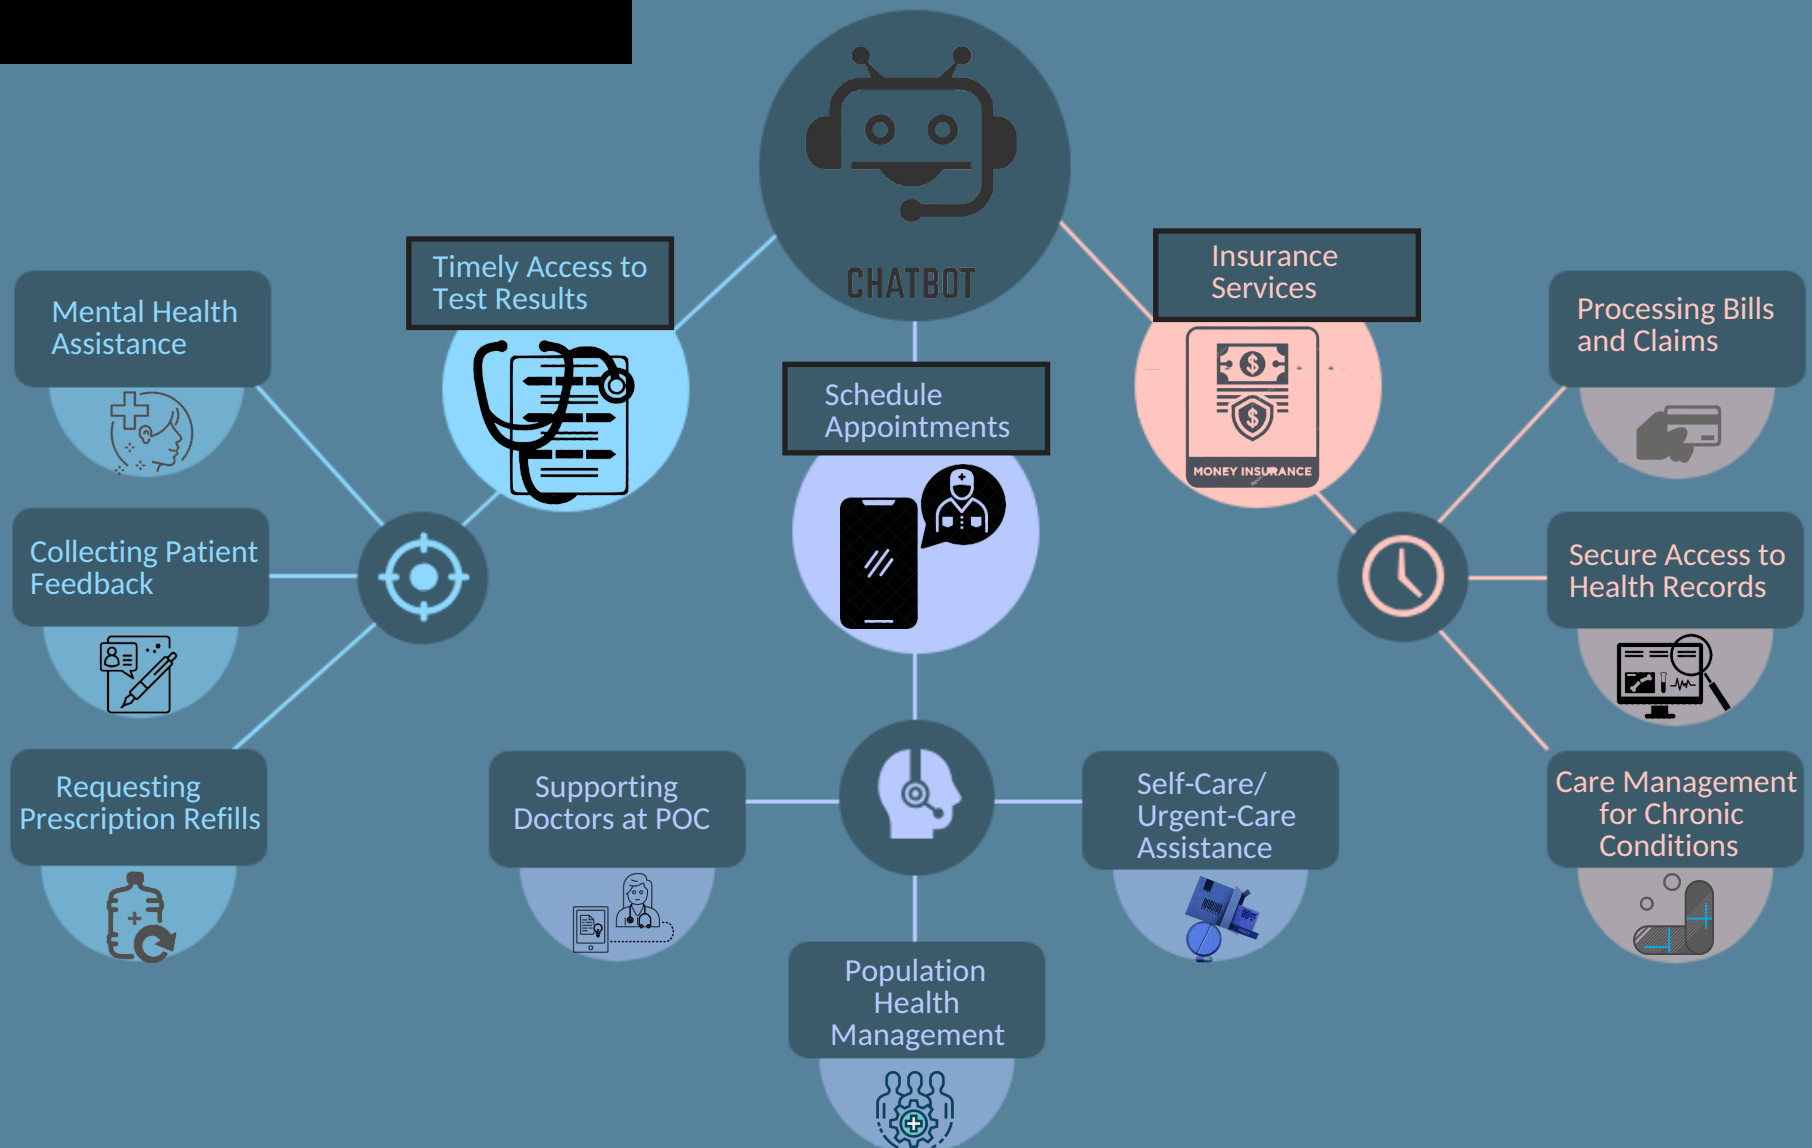 CHATBOT
Timely Access to
Test Results
Insurance
Services
Schedule
Appointments
MONEY INSURANCE
Mental Health
Assistance
Collecting Patient
Feedback
Requesting
Prescription Refills
Supporting
Doctors at POC
Population
Health
Management
Self-Care/
Urgent-Care
Assistance
Processing Bills
and Claims
Secure Access to
Health Records
Care Management
for Chronic
Conditions